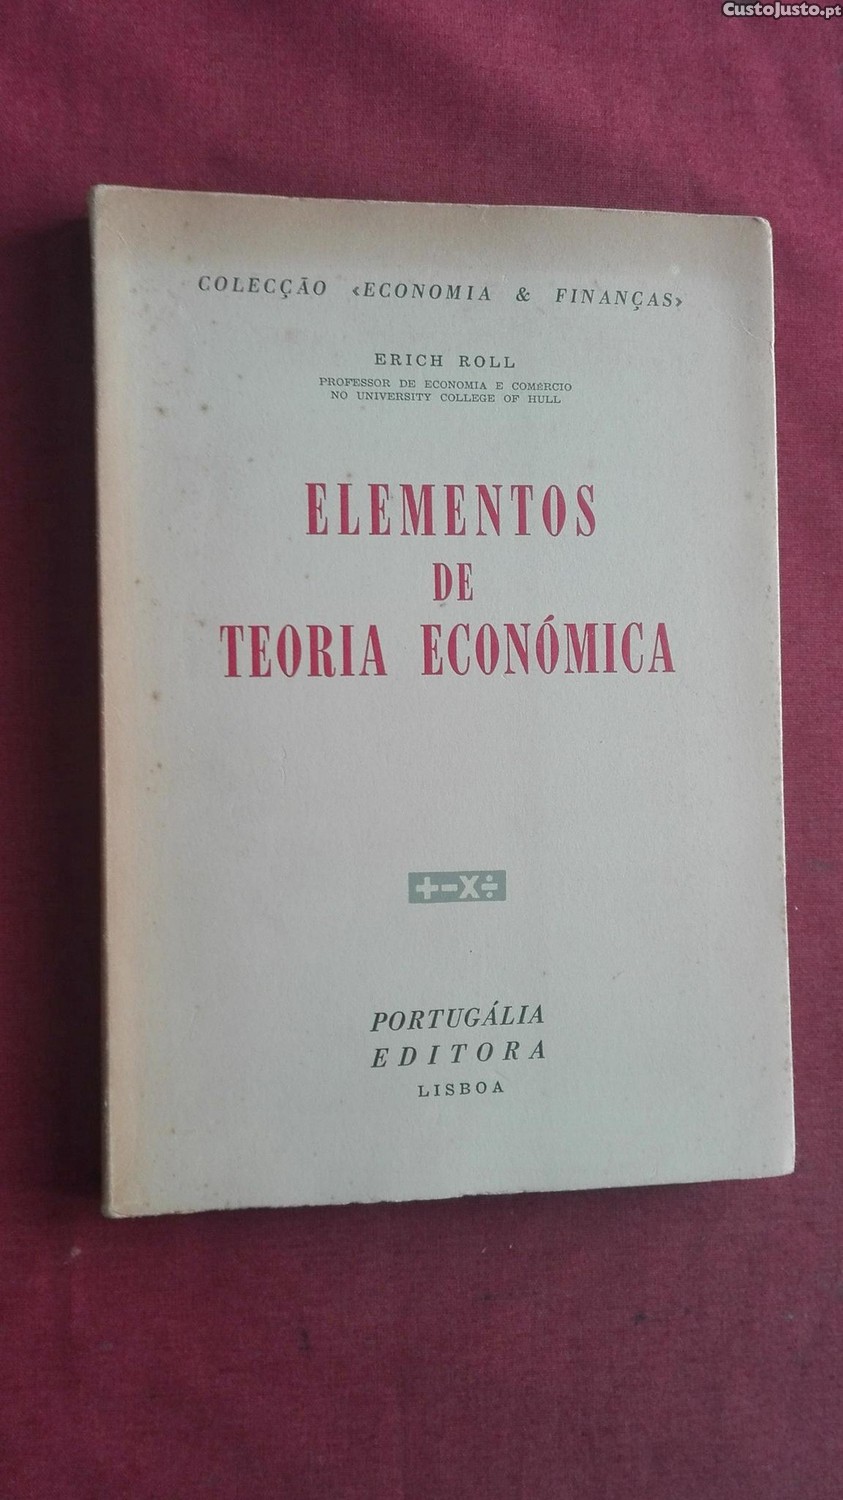 CustoJusto.pt
COLECÇÃO «ECONOMIA & FINANÇAS»
ERICH ROLL
PROFESSOR DE ECONOMIA E COMÉRCIO
NO UNIVERSITY COLLEGE OF HULL
ELEMENTOS
DE
TEORIA ECONÓMICA
+−X÷
PORTUGÁLIA
EDITORA
LISBOA